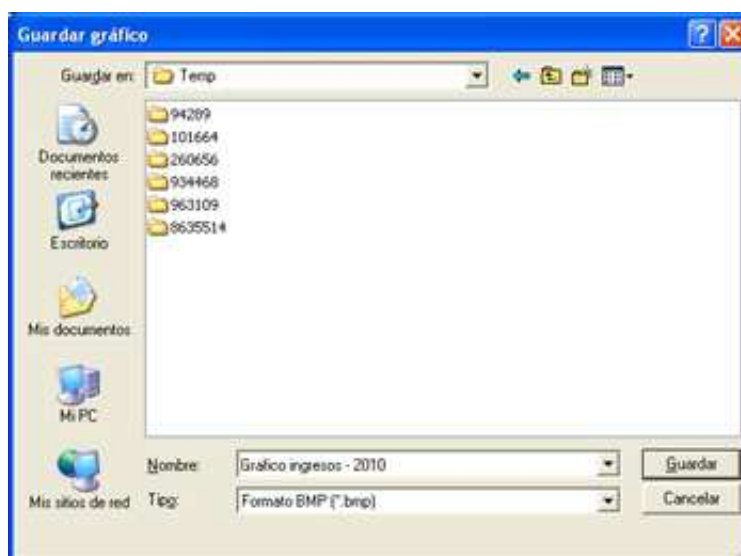 Guardar gráfico
Guardar en: Temp
94289
101664
260656
934468
963109
8635514
Documentos
recientes
Escritorio
Mis documentos
Mi PC
Mis sitios de red
Nombre: Grafico ingresos - 2010 Guardar
Tipo: Formato BMP (*.bmp) Cancelar